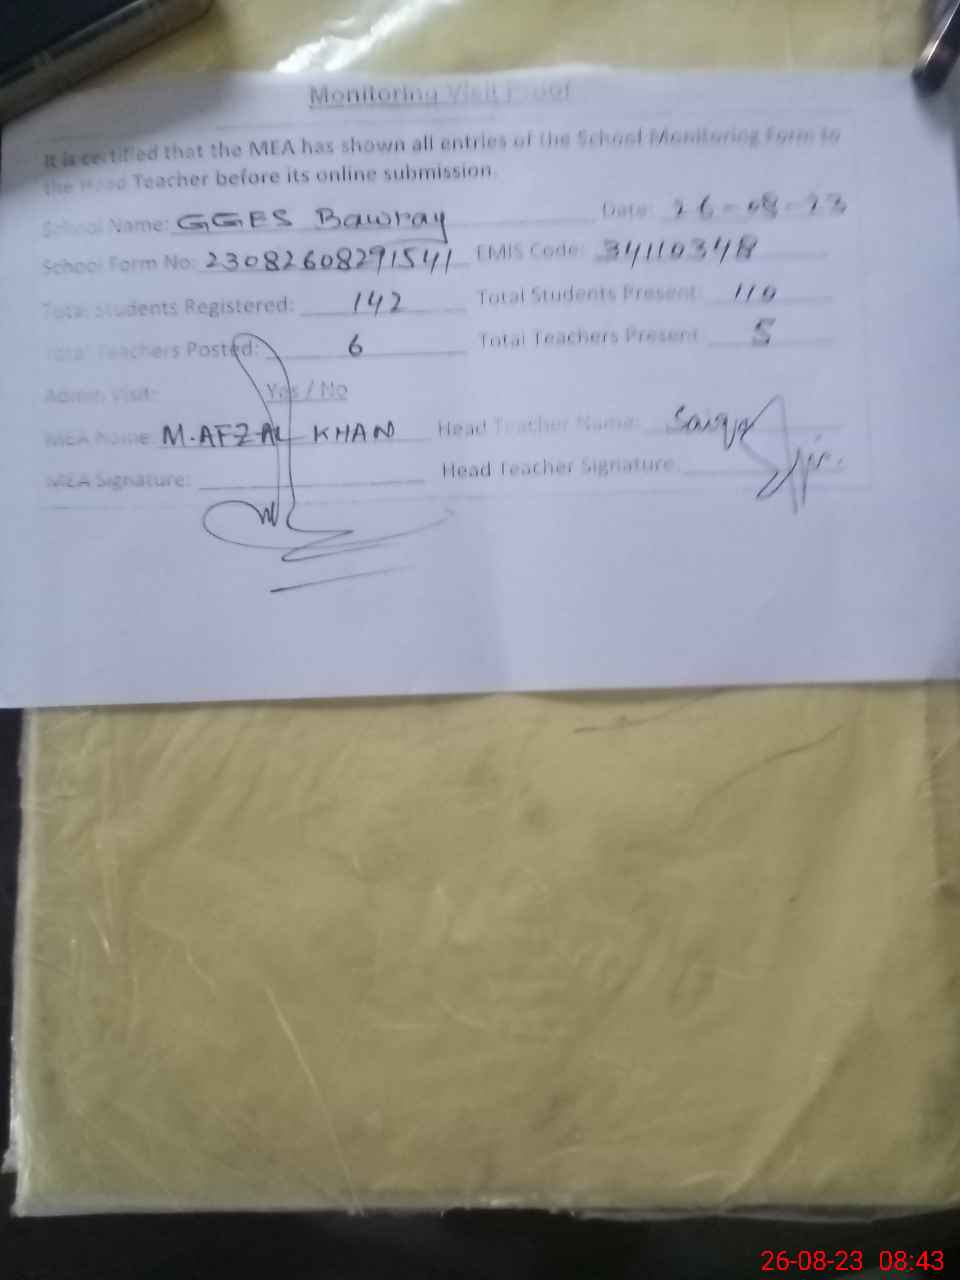 Monitoring Visit Proof
It is certified that the MEA has shown all entries of the School Monitoring Form to
the Head Teacher before its online submission.
School Name: GGES Bawray Date: 26-08-23
School Form No: 23082608291541 EMIS Code: 34110348
Total Students Registered: 142 Total Students Present: 110
Total Teachers Posted: 6 Total Teachers Present: 5
Admin Visit: Yes / No
MEA Name: M.AFZAL KHAN Head Teacher Name: Saiqa
MEA Signature: Head Teacher Signature:
26-08-23 08:43